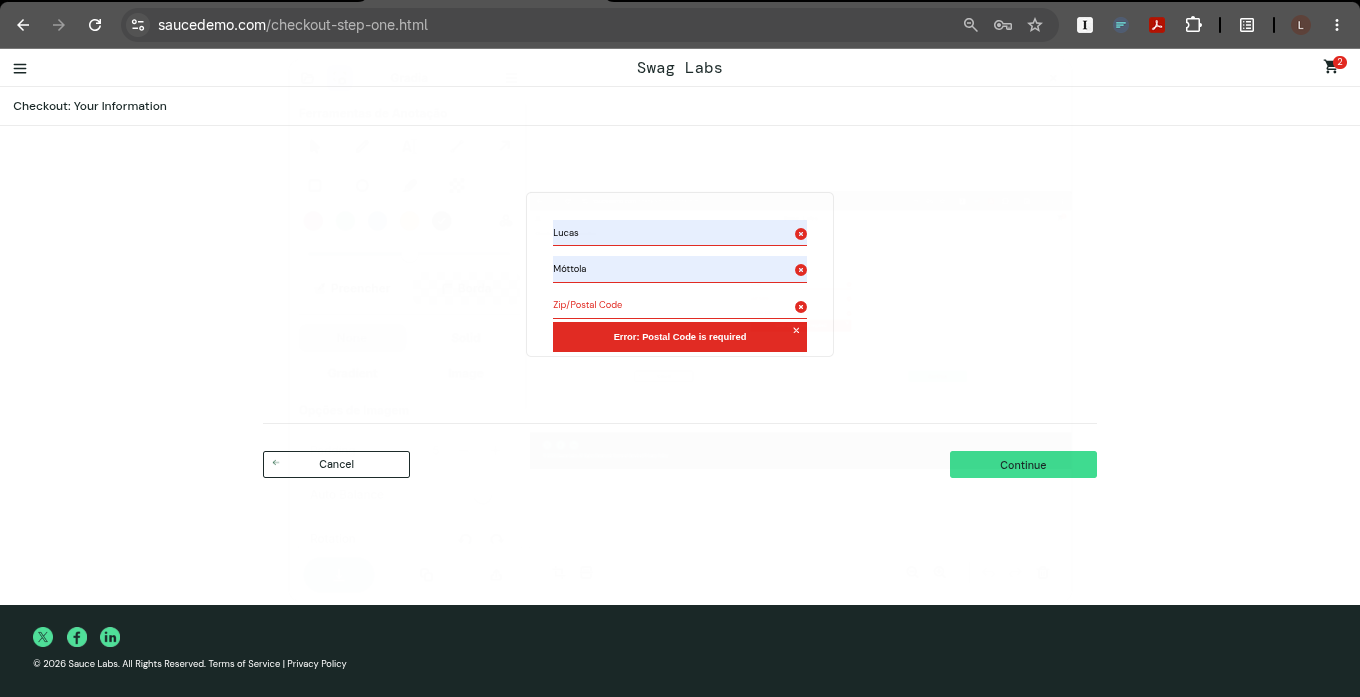 saucedemo.com/checkout-step-one.html
L
Swag Labs
2
Checkout: Your Information
Lucas
Móttola
Zip/Postal Code
Error: Postal Code is required
Cancel
Continue
© 2026 Sauce Labs. All Rights Reserved. Terms of Service | Privacy Policy